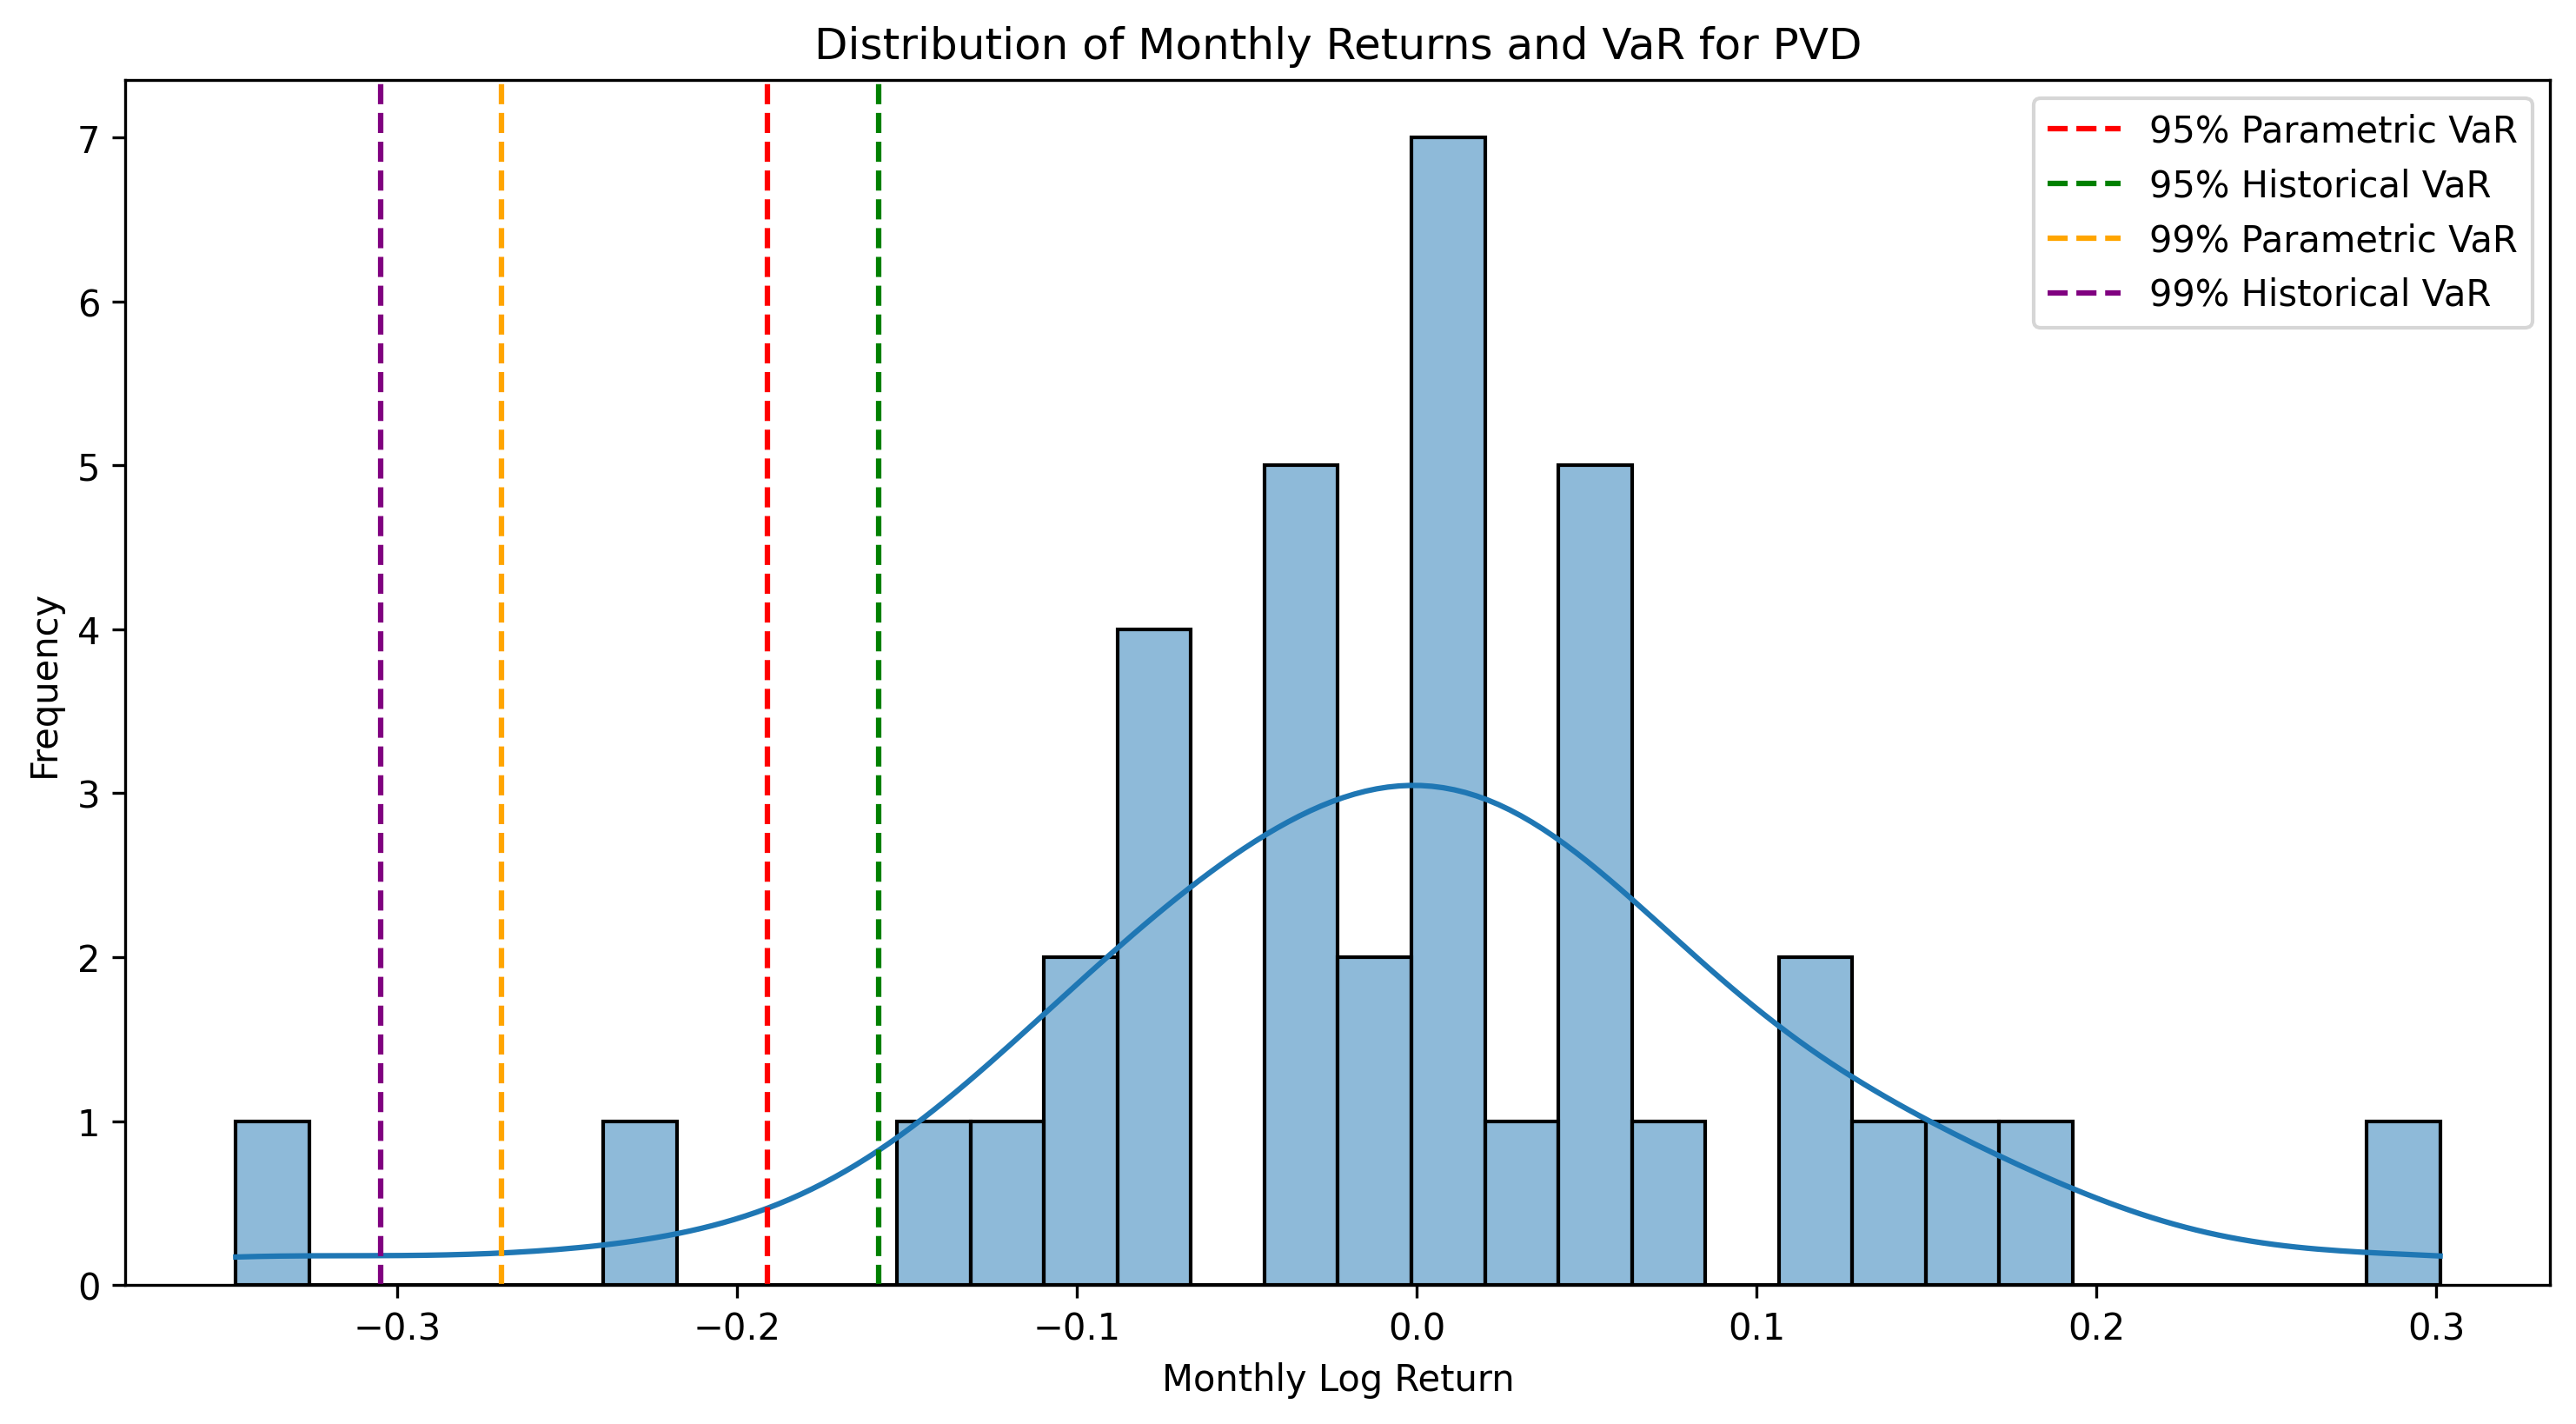 Distribution of Monthly Returns and VaR for PVD
95% Parametric VaR
95% Historical VaR
99% Parametric VaR
99% Historical VaR
Frequency
7
6
5
4
3
2
1
0
−0.3
−0.2
−0.1
0.0
0.1
0.2
0.3
Monthly Log Return